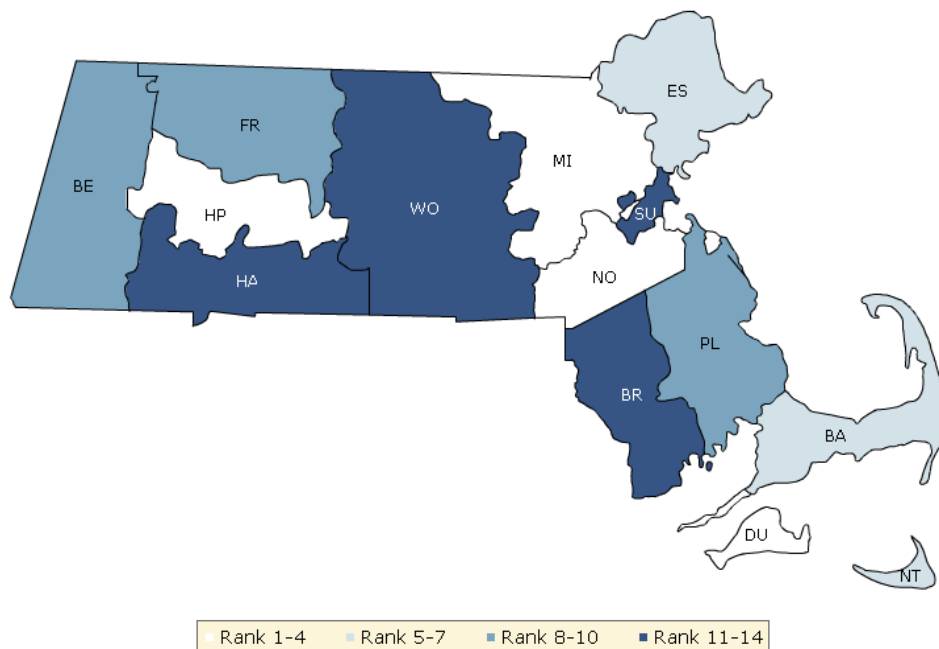 ES
FR
MI
BE
WO
SU
HP
NO
HA
PL
BR
BA
DU
NT
Rank 1-4 Rank 5-7 Rank 8-10 Rank 11-14